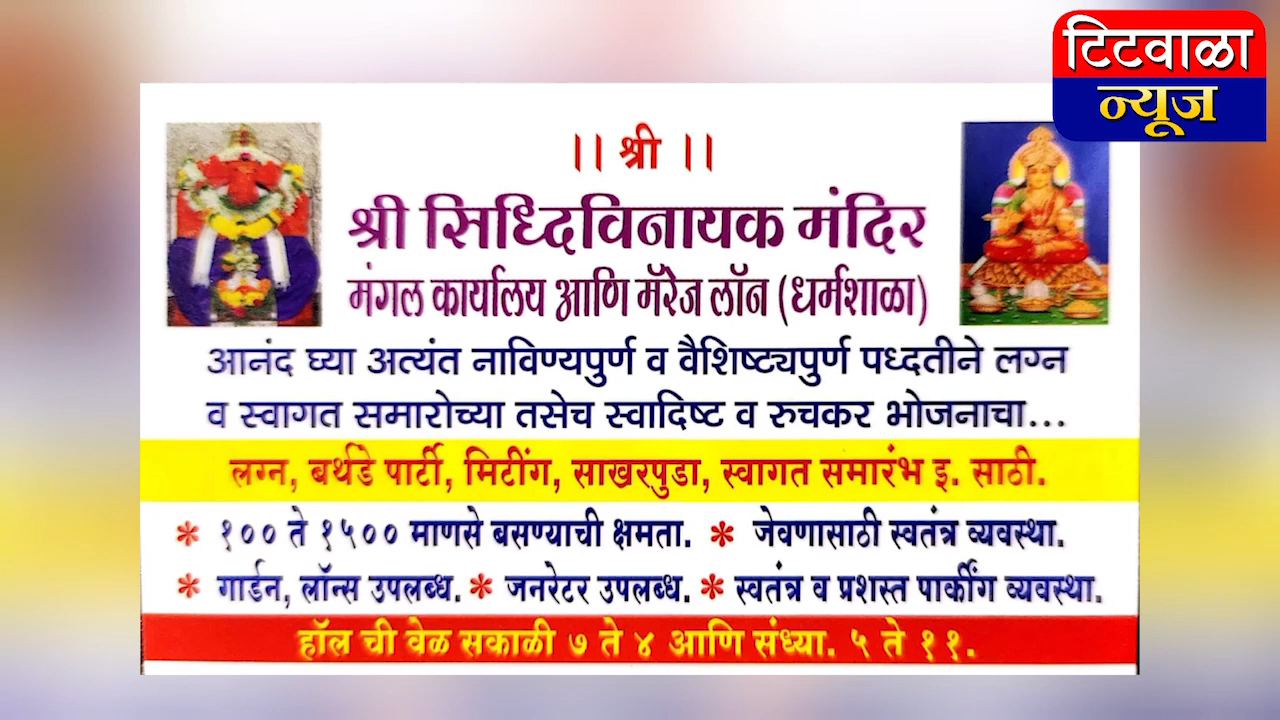 टिटवाळा
न्यूज
।। श्री ।।
श्री सिध्दिविनायक मंदिर
मंगल कार्यालय आणि मॅरेज लॉन (धर्मशाळा)
आनंद घ्या अत्यंत नाविण्यपुर्ण व वैशिष्ट्यपुर्ण पध्दतीने लग्न
व स्वागत समारोच्या तसेच स्वादिष्ट व रुचकर भोजनाचा...
लग्न, बर्थडे पार्टी, मिटींग, साखरपुडा, स्वागत समारंभ इ. साठी.
* १०० ते १५०० माणसे बसण्याची क्षमता. * जेवणासाठी स्वतंत्र व्यवस्था.
* गार्डन, लॉन्स उपलब्ध. * जनरेटर उपलब्ध. * स्वतंत्र व प्रशस्त पार्कींग व्यवस्था.
हॉल ची वेळ सकाळी ७ ते ४ आणि संध्या. ५ ते ११.